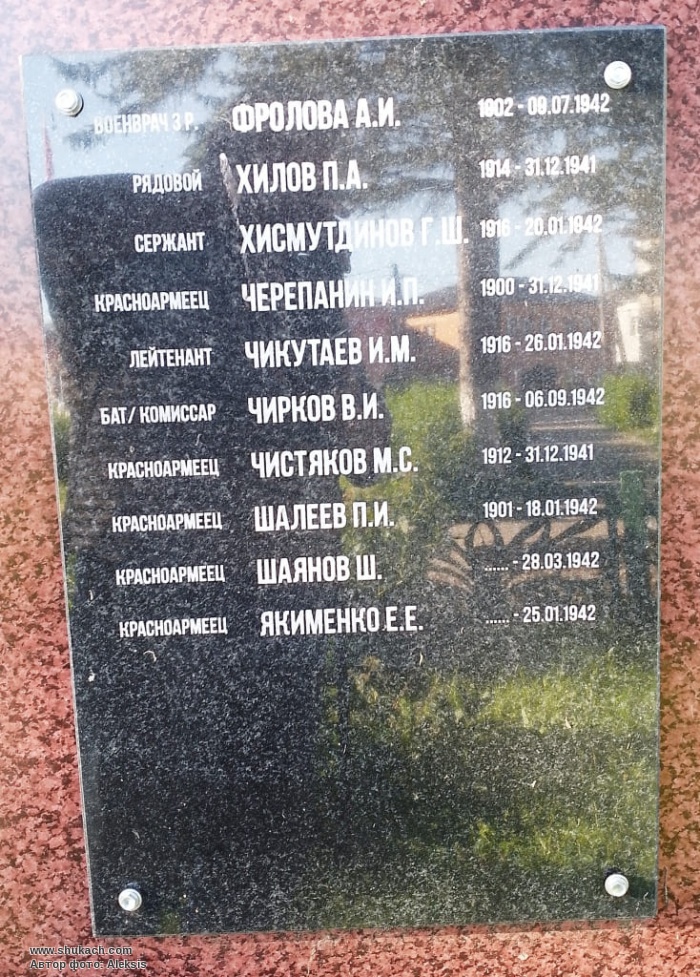 ВОЕНВРАЧ 3 Р. ФРОЛОВА А.И. 1902 - 09.07.1942
РЯДОВОЙ ХИЛОВ П.А. 1914 - 31.12.1941
СЕРЖАНТ ХИСМУТДИНОВ Г.Ш. 1916 - 20.01.1942
КРАСНОАРМЕЕЦ ЧЕРЕПАНИН И.П. 1900 - 31.12.1941
ЛЕЙТЕНАНТ ЧИКУТАЕВ И.М. 1916 - 26.01.1942
БАТ/ КОМИССАР ЧИРКОВ В.И. 1916 - 06.09.1942
КРАСНОАРМЕЕЦ ЧИСТЯКОВ М.С. 1912 - 31.12.1941
КРАСНОАРМЕЕЦ ШАЛЕЕВ П.И. 1901 - 18.01.1942
КРАСНОАРМЕЕЦ ШАЯНОВ Ш. ...... - 28.03.1942
КРАСНОАРМЕЕЦ ЯКИМЕНКО Е.Е. ...... - 25.01.1942
www.shukach.com
Автор фото: Aleksis